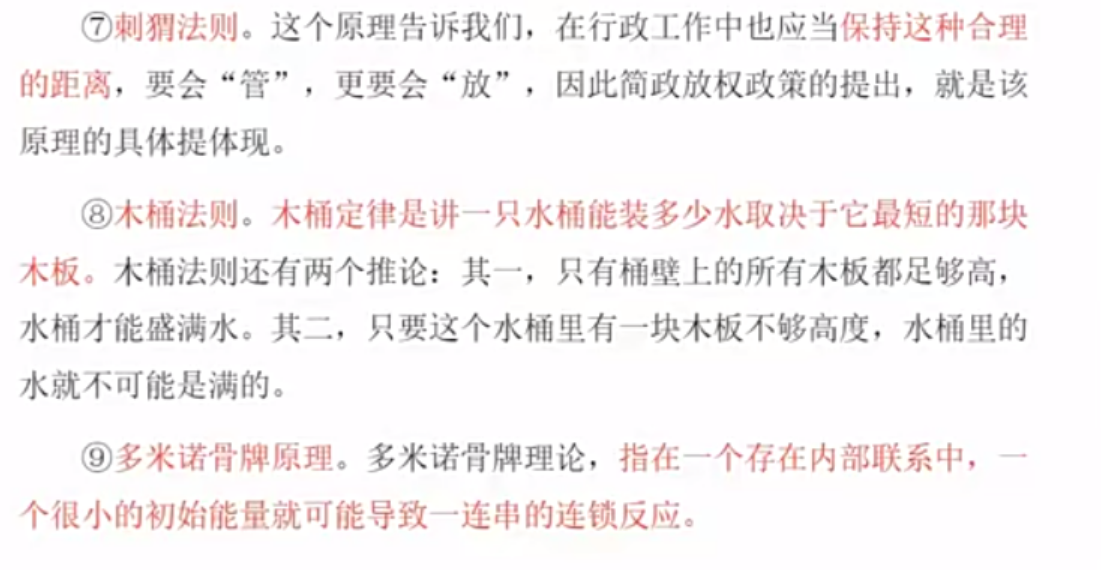 ⑦刺猬法则。这个原理告诉我们，在行政工作中也应当保持这种合理
的距离，要会“管”，更要会“放”，因此简政放权政策的提出，就是该
原理的具体提体现。
⑧木桶法则。木桶定律是讲一只水桶能装多少水取决于它最短的那块
木板。木桶法则还有两个推论：其一，只有桶壁上的所有木板都足够高，
水桶才能盛满水。其二，只要这个水桶里有一块木板不够高度，水桶里的
水就不可能是满的。
⑨多米诺骨牌原理。多米诺骨牌理论，指在一个存在内部联系中，一
个很小的初始能量就可能导致一连串的连锁反应。